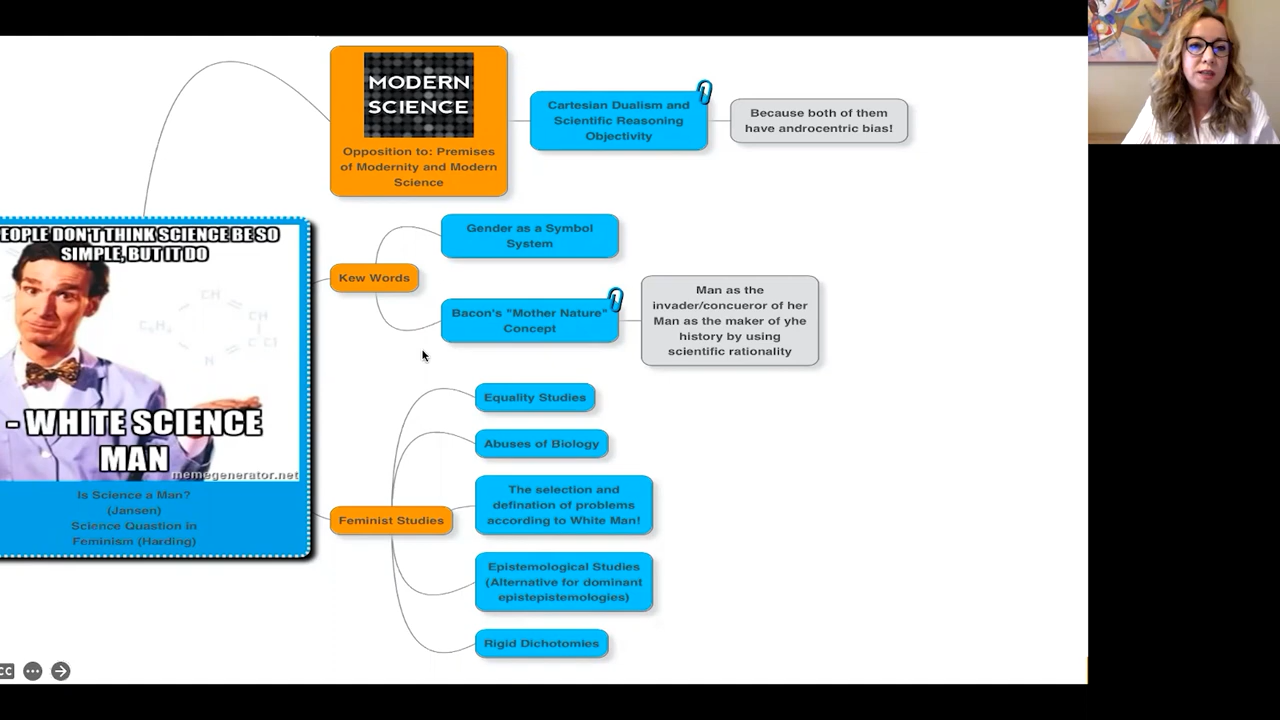 MODERN
SCIENCE
Opposition to: Premises
of Modernity and Modern
Science
Cartesian Dualism and
Scientific Reasoning
Objectivity
Because both of them
have androcentric bias!
EOPLE DON'T THINK SCIENCE BE SO
SIMPLE, BUT IT DO
- WHITE SCIENCE
MAN
memegenerator.net
Is Science a Man?
(Jansen)
Science Quastion in
Feminism (Harding)
Kew Words
Gender as a Symbol
System
Bacon's "Mother Nature"
Concept
Man as the
invader/concueror of her
Man as the maker of yhe
history by using
scientific rationality
Feminist Studies
Equality Studies
Abuses of Biology
The selection and
defination of problems
according to White Man!
Epistemological Studies
(Alternative for dominant
epistepistemologies)
Rigid Dichotomies
CC